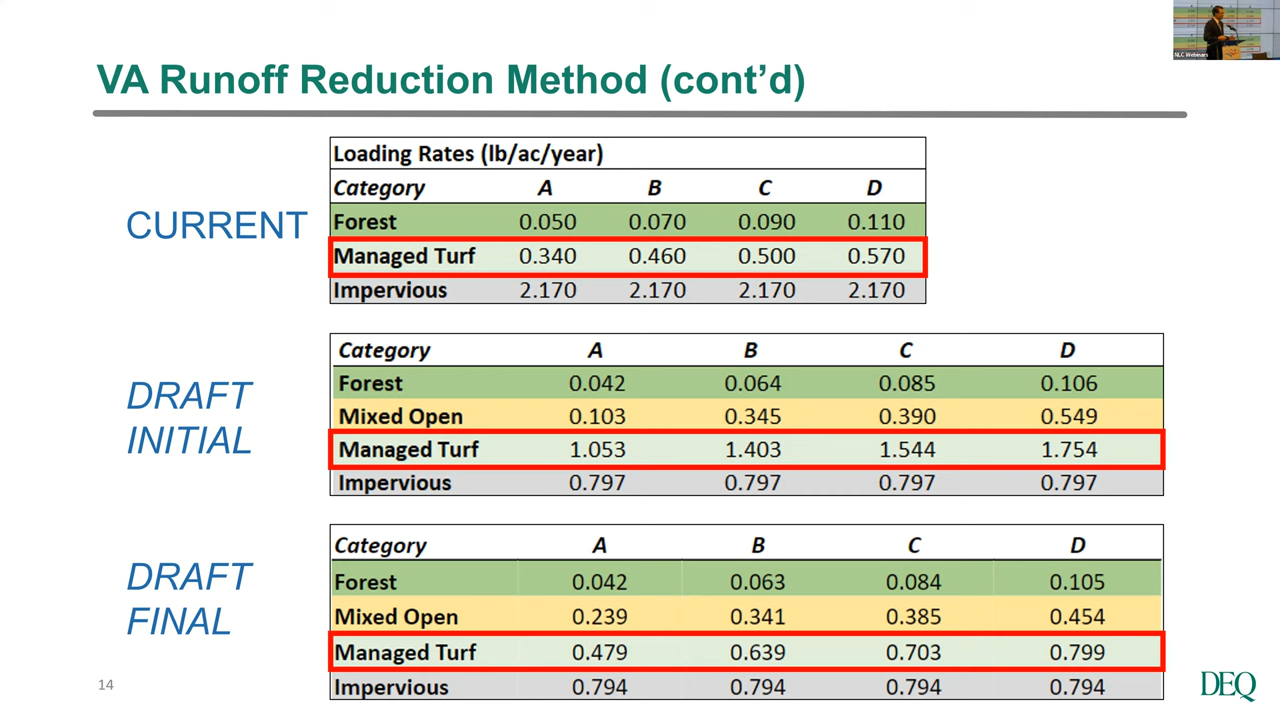 NLC Webinars
VA Runoff Reduction Method (cont’d)
CURRENT
Loading Rates (lb/ac/year)
Category A B C D
Forest 0.050 0.070 0.090 0.110
Managed Turf 0.340 0.460 0.500 0.570
Impervious 2.170 2.170 2.170 2.170
DRAFT
INITIAL
Category A B C D
Forest 0.042 0.064 0.085 0.106
Mixed Open 0.103 0.345 0.390 0.549
Managed Turf 1.053 1.403 1.544 1.754
Impervious 0.797 0.797 0.797 0.797
DRAFT
FINAL
Category A B C D
Forest 0.042 0.063 0.084 0.105
Mixed Open 0.239 0.341 0.385 0.454
Managed Turf 0.479 0.639 0.703 0.799
Impervious 0.794 0.794 0.794 0.794
14
DEQ